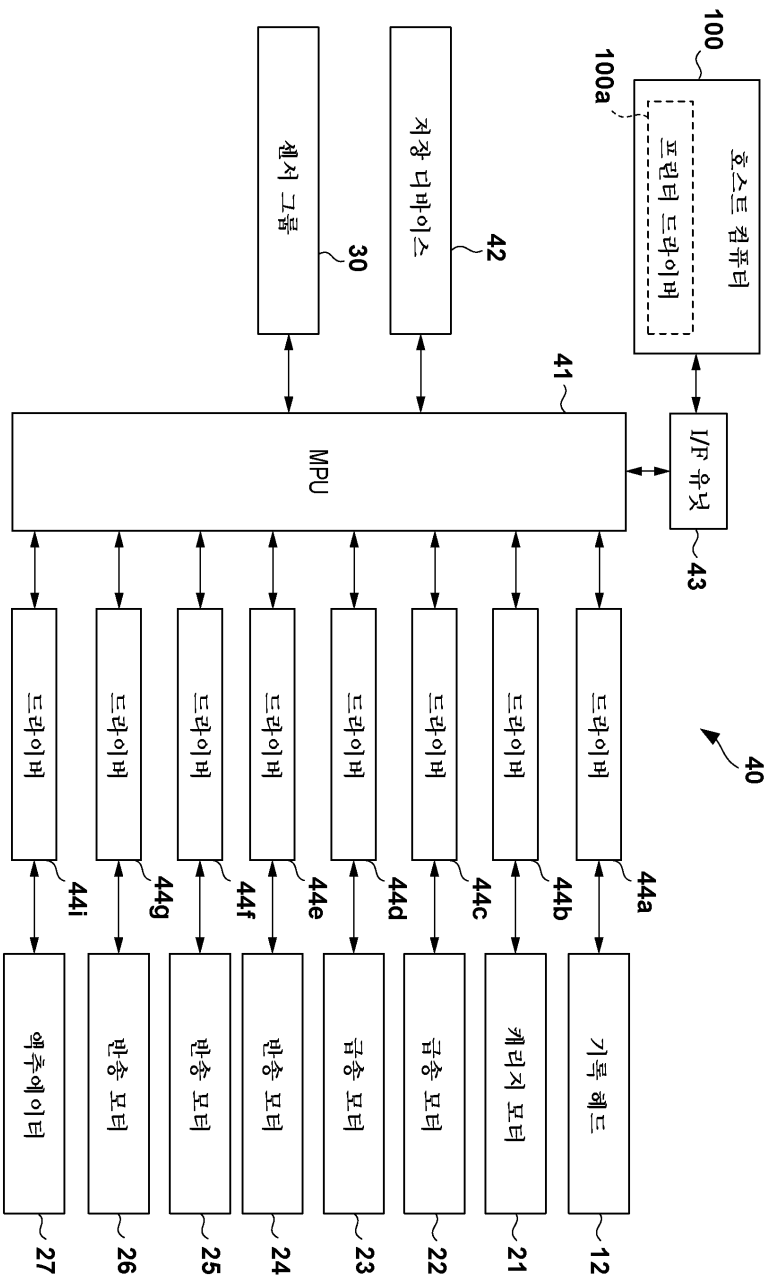 40
100
호스트 컴퓨터
100a
프린터 드라이버
I/F 유닛
43
42
저장 디바이스
30
센서 그룹
41
MPU
드라이버
44a
기록 헤드
12
드라이버
44b
캐리지 모터
21
드라이버
44c
급송 모터
22
드라이버
44d
급송 모터
23
드라이버
44e
반송 모터
24
드라이버
44f
반송 모터
25
드라이버
44g
반송 모터
26
드라이버
44i
액추에이터
27